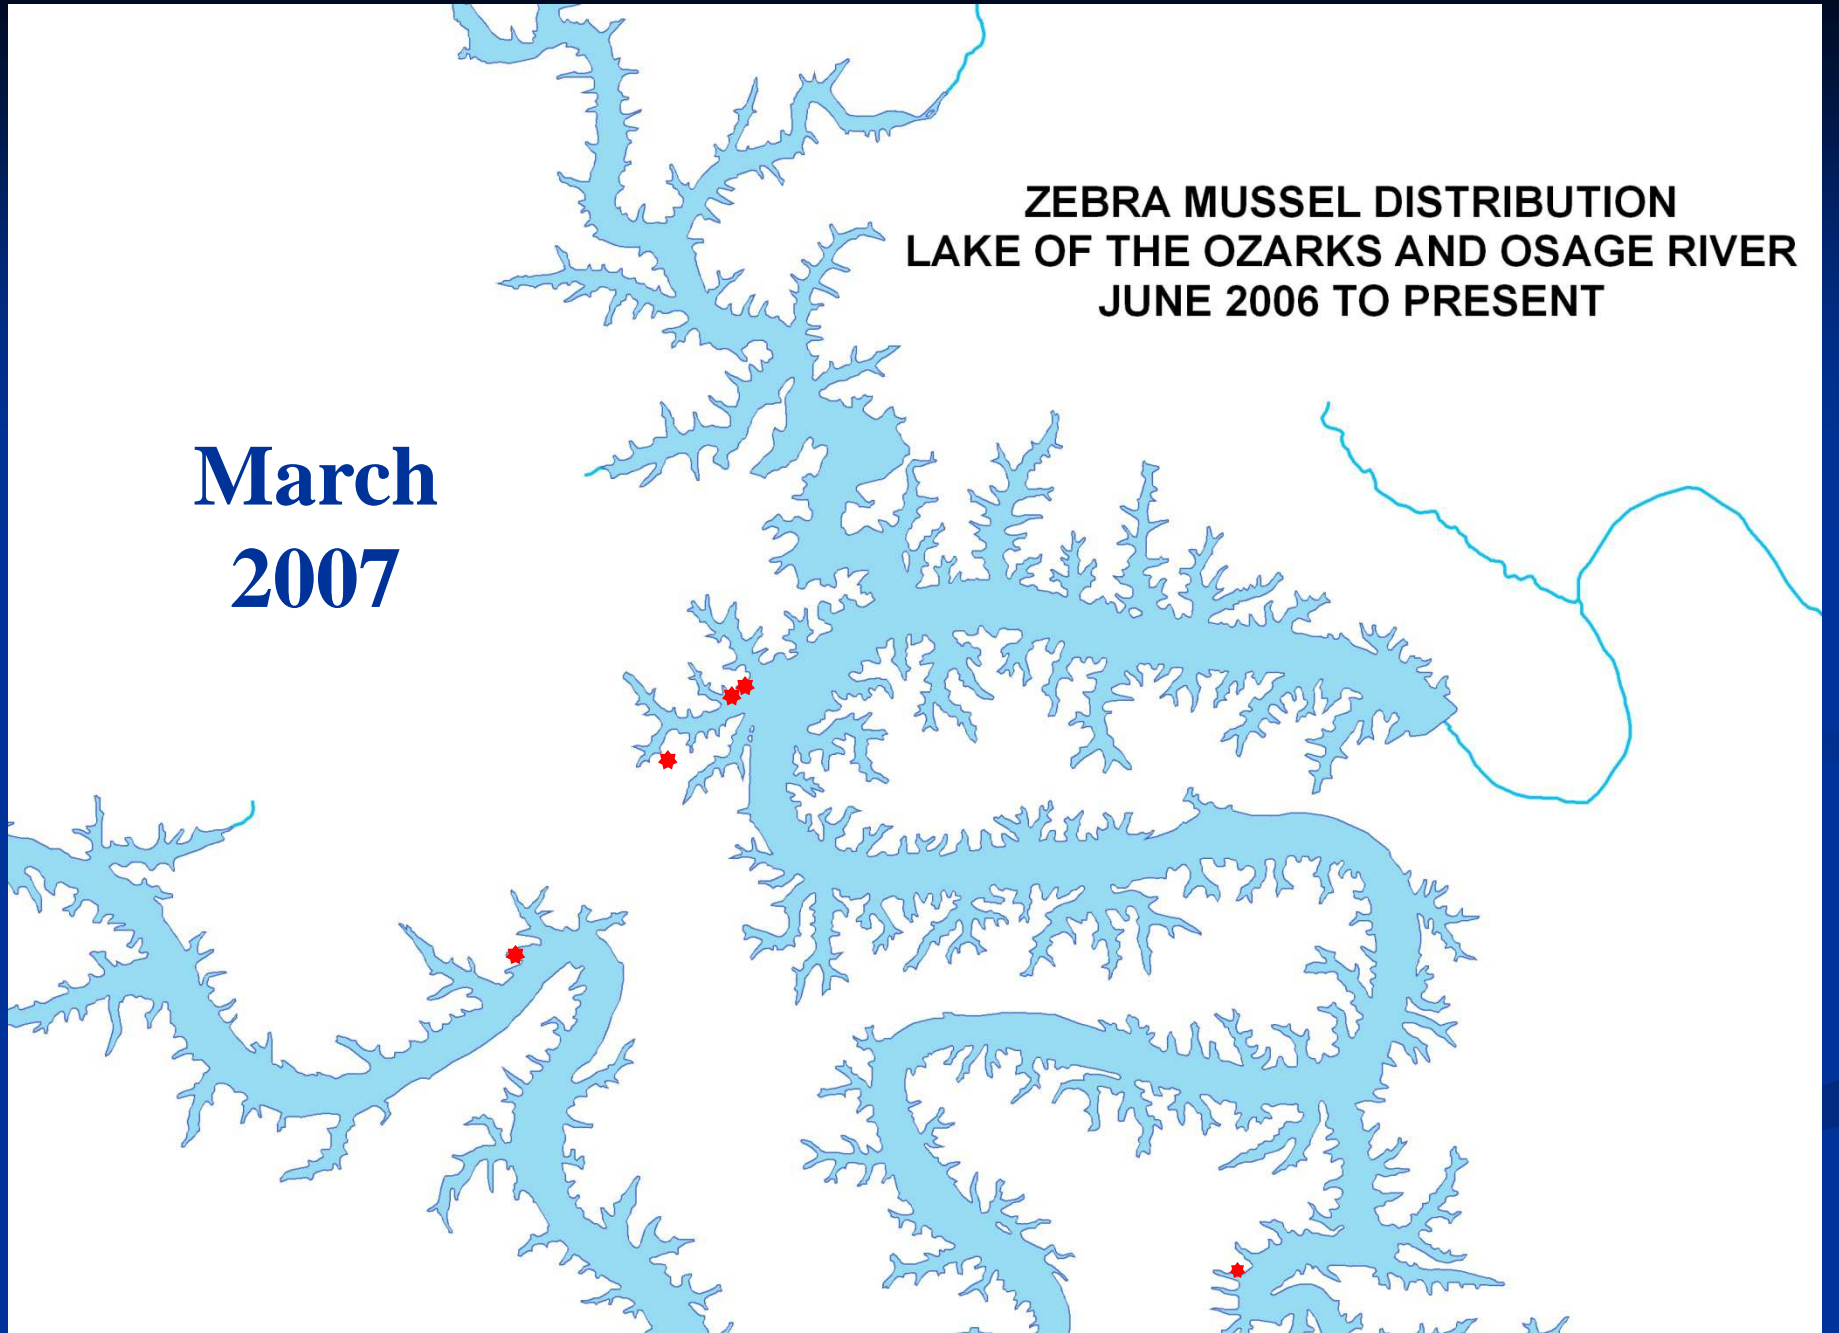 ZEBRA MUSSEL DISTRIBUTION
LAKE OF THE OZARKS AND OSAGE RIVER
JUNE 2006 TO PRESENT
March
2007